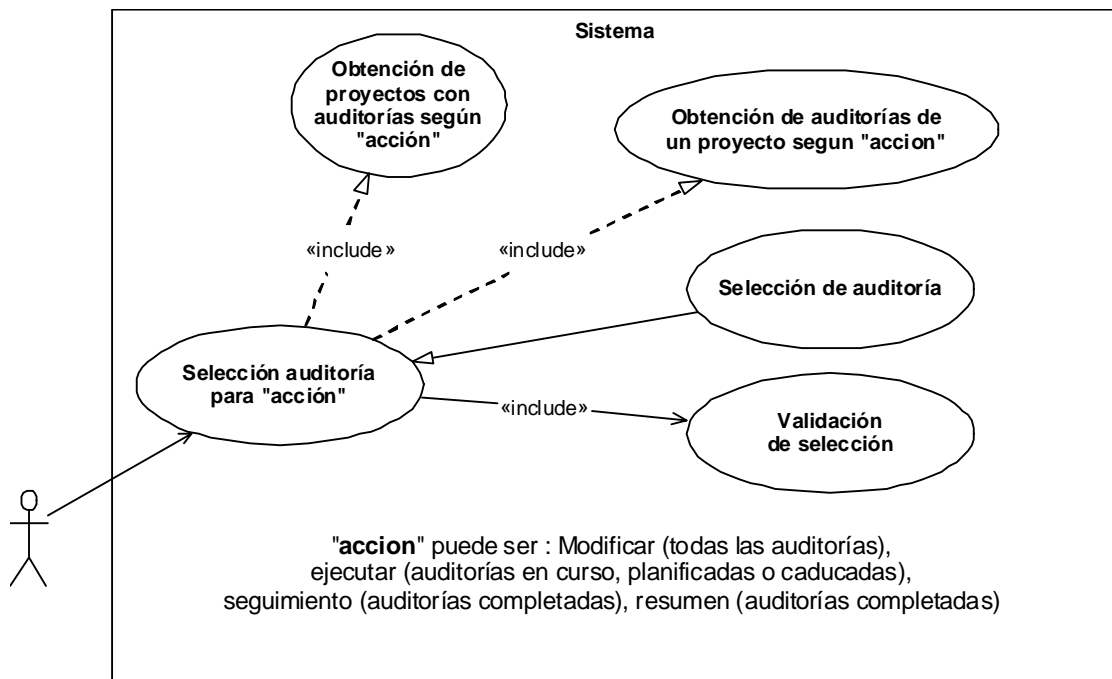 Sistema
Obtención de
proyectos con
auditorías según
"acción"
Obtención de auditorías de
un proyecto segun "accion"
«include»
«include»
Selección de auditoría
Selección auditoría
para "acción"
«include»
Validación
de selección
"accion" puede ser : Modificar (todas las auditorías),
ejecutar (auditorías en curso, planificadas o caducadas),
seguimiento (auditorías completadas), resumen (auditorías completadas)